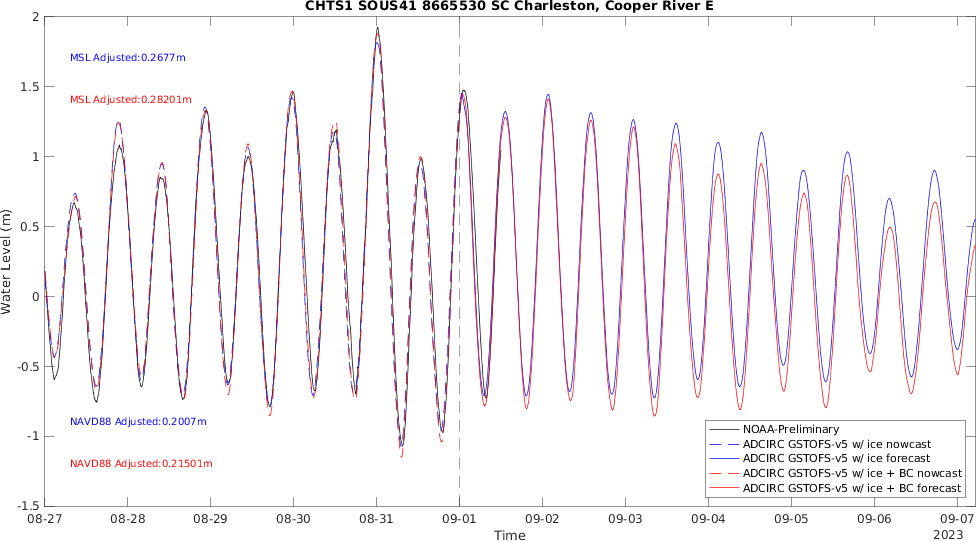 CHTS1 SOUS41 8665530 SC Charleston, Cooper River E
2
1.5
1
0.5
0
-0.5
-1
-1.5
Water Level (m)
MSL Adjusted:0.2677m
MSL Adjusted:0.28201m
NAVD88 Adjusted:0.2007m
NAVD88 Adjusted:0.21501m
NOAA-Preliminary
ADCIRC GSTOFS-v5 w/ ice nowcast
ADCIRC GSTOFS-v5 w/ ice forecast
ADCIRC GSTOFS-v5 w/ ice + BC nowcast
ADCIRC GSTOFS-v5 w/ ice + BC forecast
08-27 08-28 08-29 08-30 08-31 09-01 09-02 09-03 09-04 09-05 09-06 09-07
Time
2023